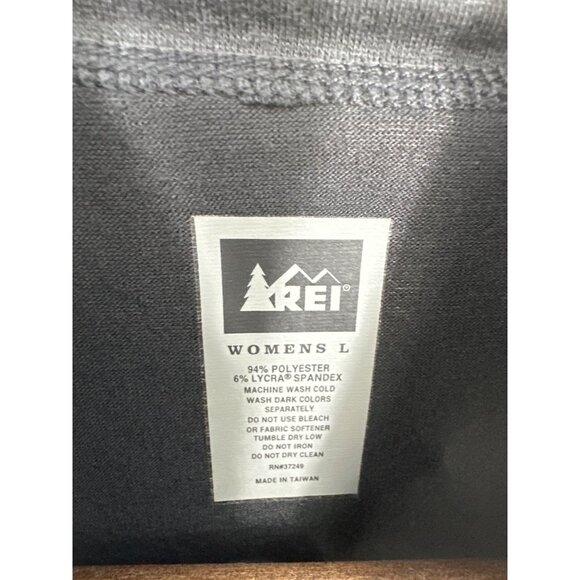 REI®
WOMENS L
94% POLYESTER
6% LYCRA® SPANDEX
MACHINE WASH COLD
WASH DARK COLORS
SEPARATELY
DO NOT USE BLEACH
OR FABRIC SOFTENER
TUMBLE DRY LOW
DO NOT IRON
DO NOT DRY CLEAN
RN#37249
MADE IN TAIWAN